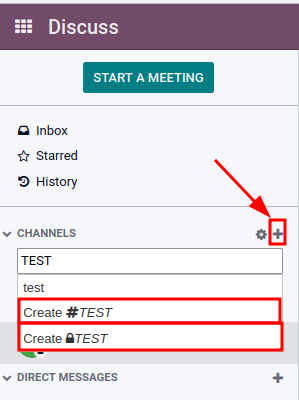 Discuss
START A MEETING
Inbox
Starred
History
CHANNELS
TEST
test
Create #TEST
Create TEST
DIRECT MESSAGES